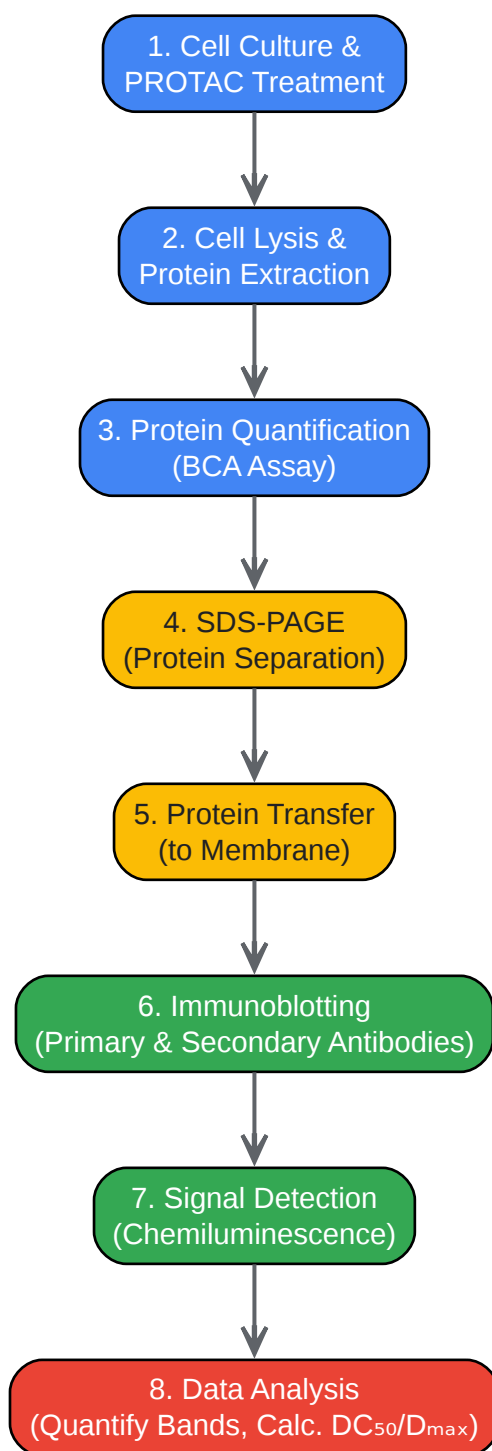 1. Cell Culture &
PROTAC Treatment
2. Cell Lysis &
Protein Extraction
3. Protein Quantification
(BCA Assay)
4. SDS-PAGE
(Protein Separation)
5. Protein Transfer
(to Membrane)
6. Immunoblotting
(Primary & Secondary Antibodies)
7. Signal Detection
(Chemiluminescence)
8. Data Analysis
(Quantify Bands, Calc. DC₅₀/Dₘₐₓ)